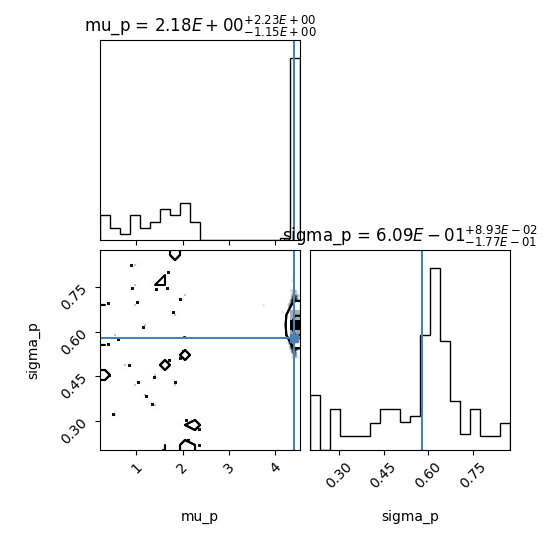 mu_p = 2.18E+00+2.23E+00−1.15E+00
sigma_p = 6.09E−01+8.93E−02−1.77E−01
0.75
0.60
0.45
0.30
sigma_p
1 2 3 4
0.30 0.45 0.60 0.75
mu_p
sigma_p